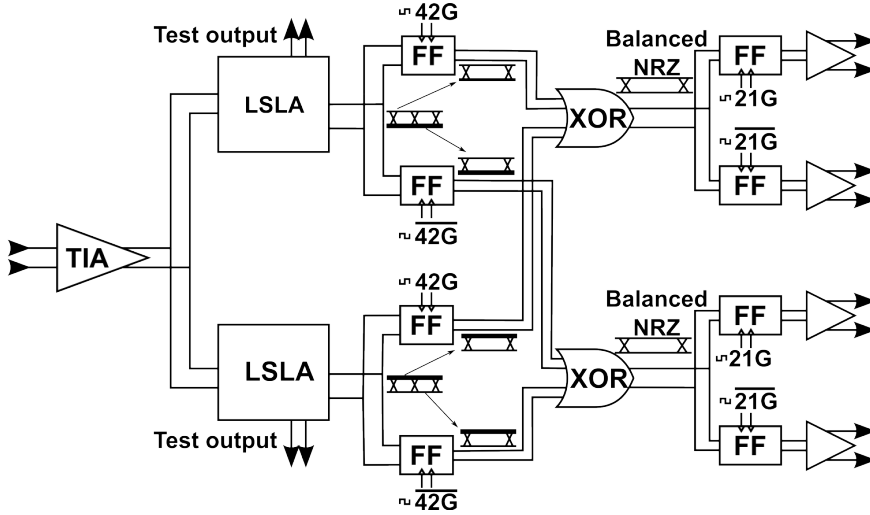 42G
Test output
FF
Balanced
NRZ
FF
21G
LSLA
XOR
21G
FF
FF
42G
TIA
42G
FF
Balanced
NRZ
FF
21G
LSLA
XOR
21G
Test output
FF
FF
42G